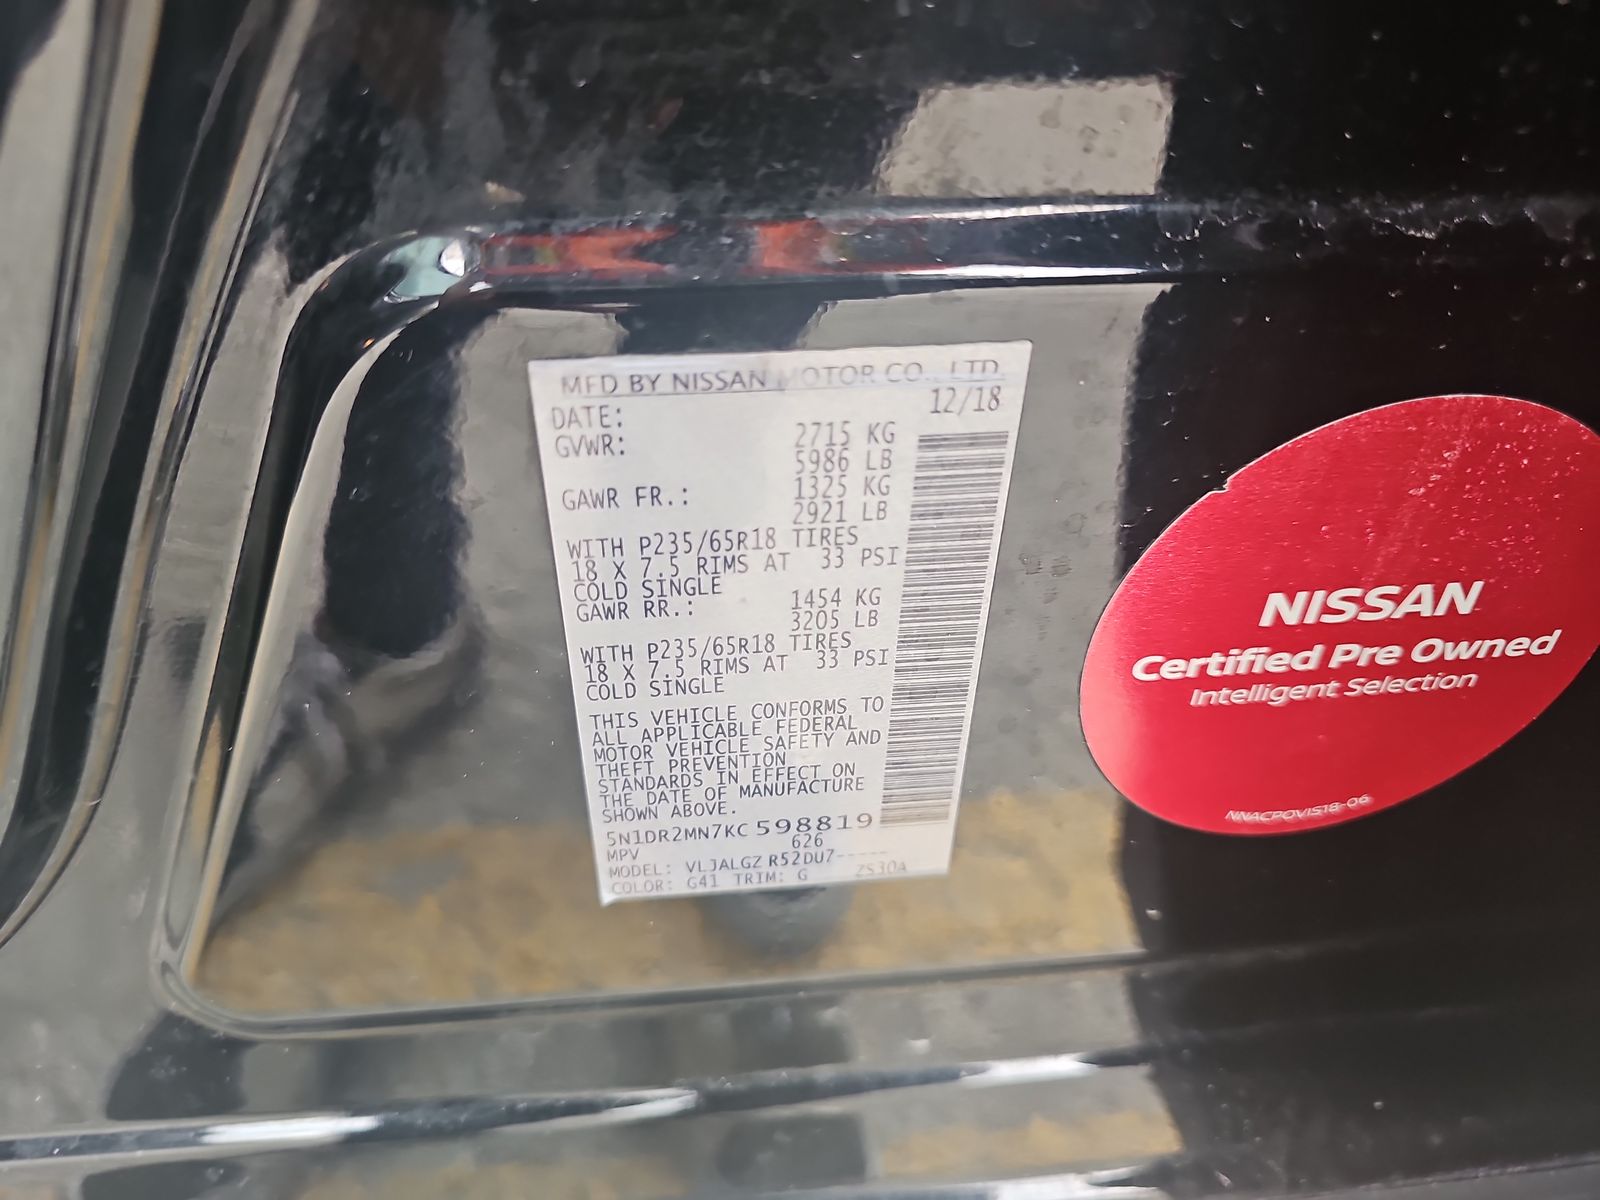 MFD BY NISSAN MOTOR CO., LTD.
DATE: 12/18
GVWR: 2715 KG
5986 LB
GAWR FR.: 1325 KG
2921 LB
WITH P235/65R18 TIRES
18 X 7.5 RIMS AT 33 PSI
COLD SINGLE
GAWR RR.: 1454 KG
3205 LB
WITH P235/65R18 TIRES
18 X 7.5 RIMS AT 33 PSI
COLD SINGLE
THIS VEHICLE CONFORMS TO
ALL APPLICABLE FEDERAL
MOTOR VEHICLE SAFETY AND
THEFT PREVENTION
STANDARDS IN EFFECT ON
THE DATE OF MANUFACTURE
SHOWN ABOVE.
5N1DR2MN7KC598819
MPV 626
MODEL: VLJALGZ R52DU7-----
COLOR: G41 TRIM: G ZS30A
NISSAN
Certified Pre Owned
Intelligent Selection
NNACPOVIS18-06